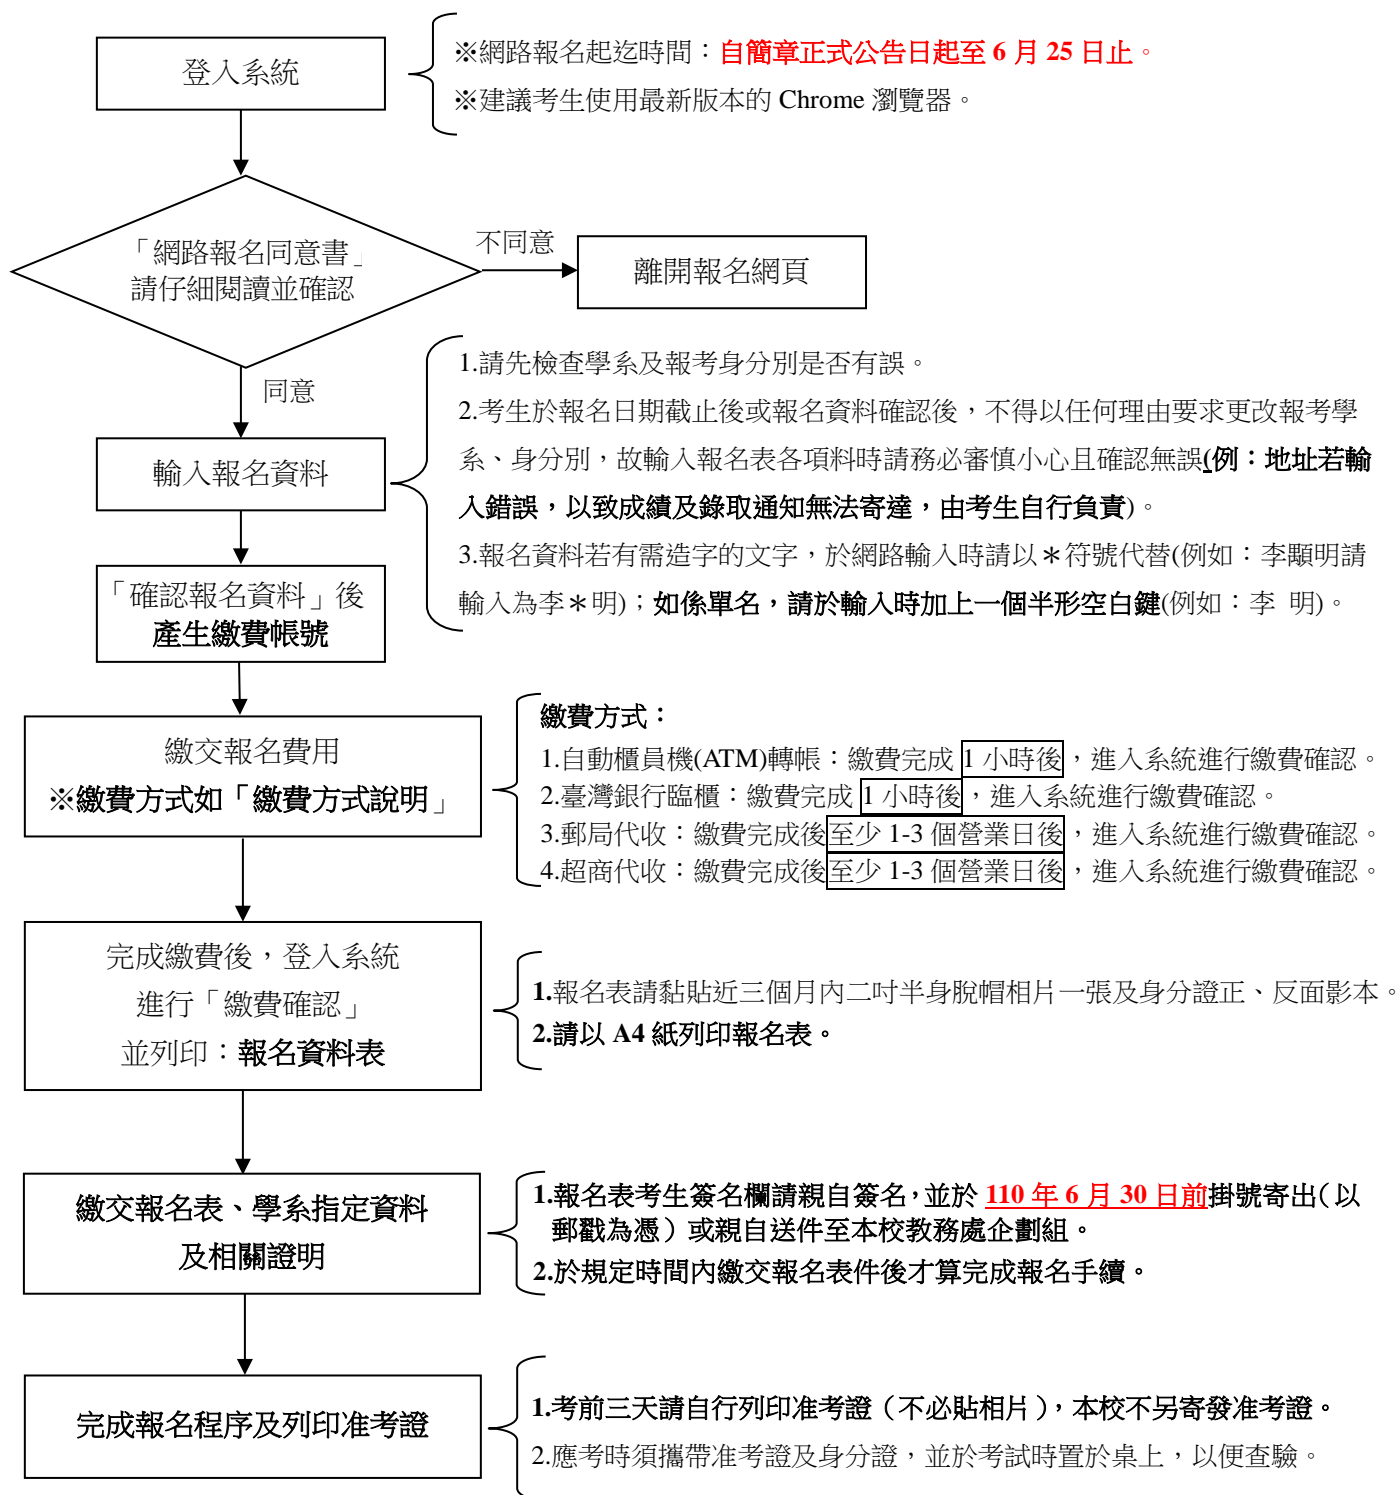 登入系統
※網路報名起迄時間：自簡章正式公告日起至 6 月 25 日止。
※建議考生使用最新版本的 Chrome 瀏覽器。
「網路報名同意書」
請仔細閱讀並確認
不同意
離開報名網頁
同意
輸入報名資料
1.請先檢查學系及報考身分別是否有誤。
2.考生於報名日期截止後或報名資料確認後，不得以任何理由要求更改報考學
系、身分別，故輸入報名表各項料時請務必審慎小心且確認無誤(例：地址若輸
入錯誤，以致成績及錄取通知無法寄達，由考生自行負責)。
3.報名資料若有需造字的文字，於網路輸入時請以＊符號代替(例如：李顒明請
輸入為李＊明)；如係單名，請於輸入時加上一個半形空白鍵(例如：李 明)。
「確認報名資料」後
產生繳費帳號
繳交報名費用
※繳費方式如「繳費方式說明」
繳費方式：
1.自動櫃員機(ATM)轉帳：繳費完成 1 小時後，進入系統進行繳費確認。
2.臺灣銀行臨櫃：繳費完成 1 小時後，進入系統進行繳費確認。
3.郵局代收：繳費完成後至少 1-3 個營業日後，進入系統進行繳費確認。
4.超商代收：繳費完成後至少 1-3 個營業日後，進入系統進行繳費確認。
完成繳費後，登入系統
進行「繳費確認」
並列印：報名資料表
1.報名表請黏貼近三個月內二吋半身脫帽相片一張及身分證正、反面影本。
2.請以 A4 紙列印報名表。
繳交報名表、學系指定資料
及相關證明
1.報名表考生簽名欄請親自簽名，並於 110 年 6 月 30 日前掛號寄出（以
郵戳為憑）或親自送件至本校教務處企劃組。
2.於規定時間內繳交報名表件後才算完成報名手續。
完成報名程序及列印准考證
1.考前三天請自行列印准考證（不必貼相片），本校不另寄發准考證。
2.應考時須攜帶准考證及身分證，並於考試時置於桌上，以便查驗。